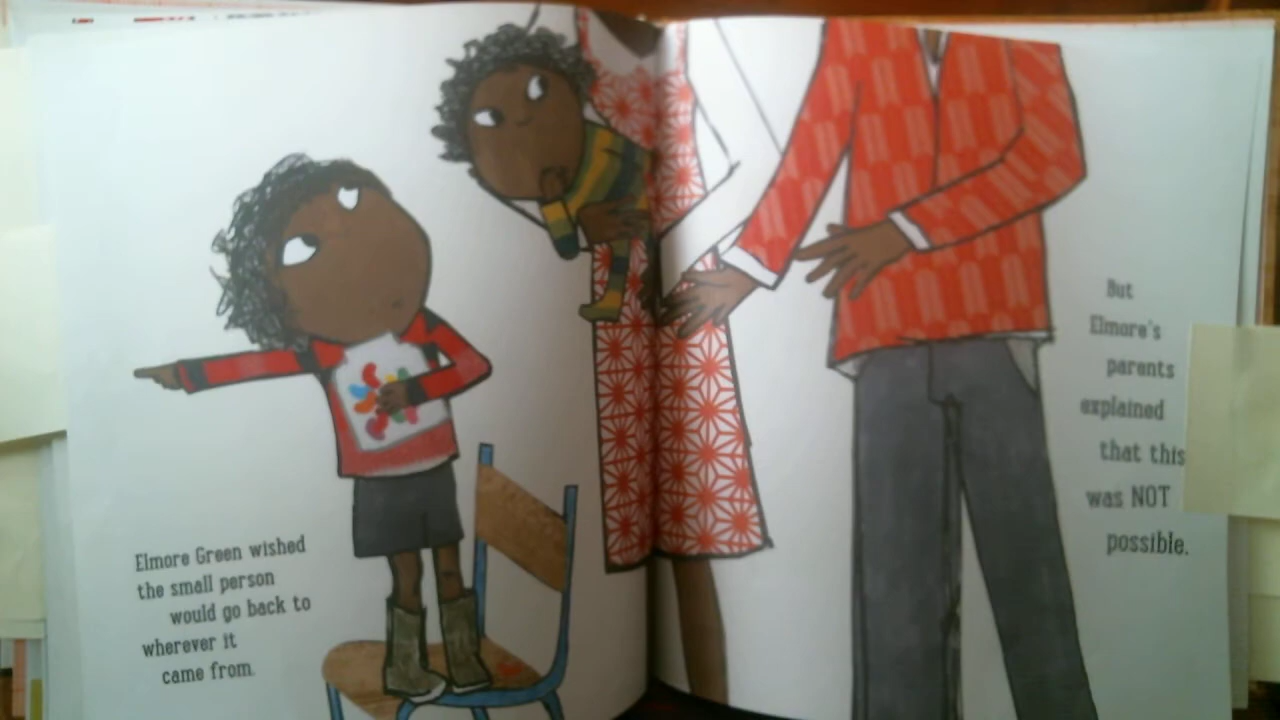 Elmore Green wished
the small person
would go back to
wherever it
came from.
But
Elmore's
parents
explained
that this
was NOT
possible.